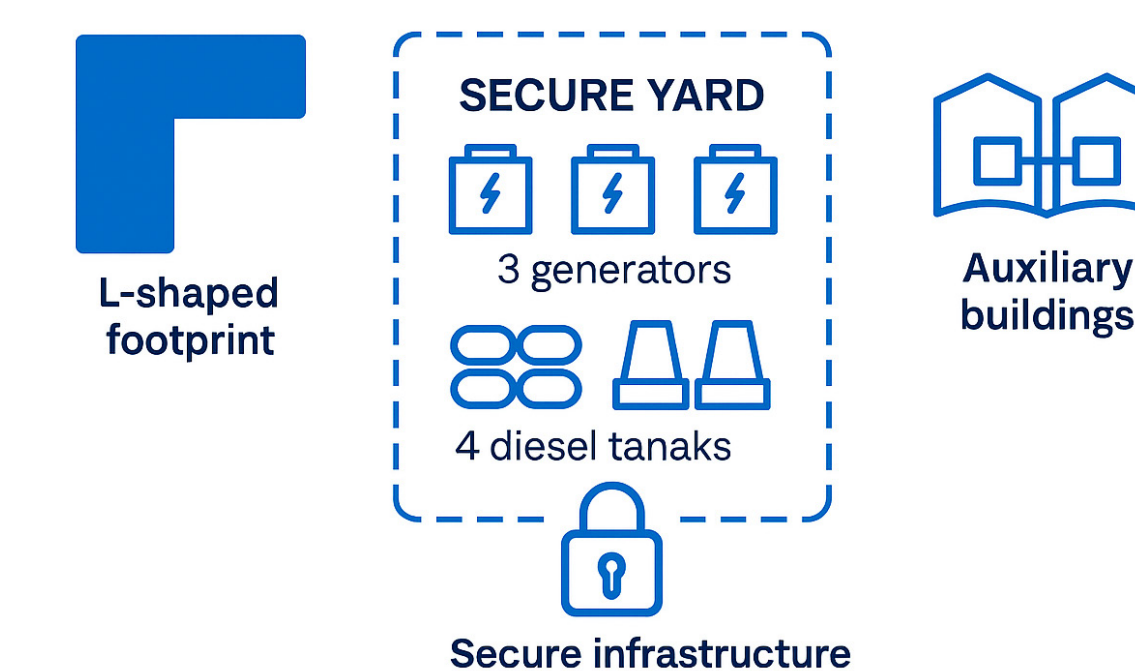 L-shaped
footprint
SECURE YARD
3 generators
4 diesel tanaks
Secure infrastructure
Auxiliary
buildings